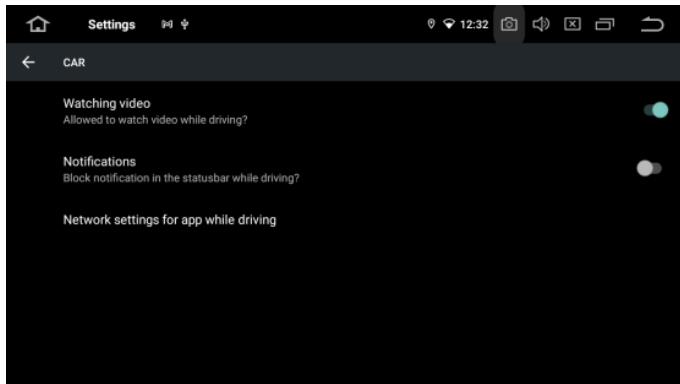 Settings
12:32
CAR
Watching video
Allowed to watch video while driving?
Notifications
Block notification in the statusbar while driving?
Network settings for app while driving